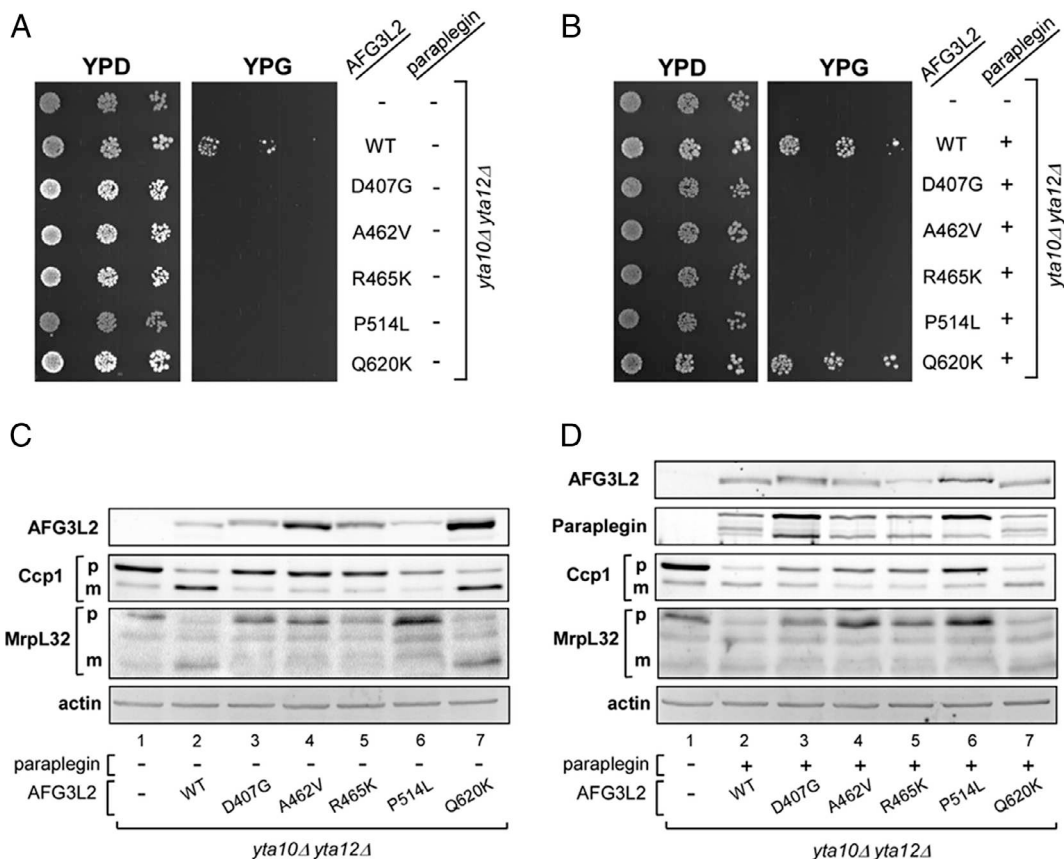 A
YPD YPG AFG3L2 paraplegin
- -
WT -
D407G -
A462V -
R465K -
P514L -
Q620K -
yta10Δ yta12Δ
B
YPD YPG AFG3L2 paraplegin
- -
WT +
D407G +
A462V +
R465K +
P514L +
Q620K +
yta10Δ yta12Δ
C
AFG3L2
Ccp1 p
m
MrpL32 p
m
actin
1 2 3 4 5 6 7
paraplegin - - - - - - -
AFG3L2 - WT D407G A462V R465K P514L Q620K
yta10Δ yta12Δ
D
AFG3L2
Paraplegin
Ccp1 p
m
MrpL32 p
m
actin
1 2 3 4 5 6 7
paraplegin - + + + + + +
AFG3L2 - WT D407G A462V R465K P514L Q620K
yta10Δ yta12Δ